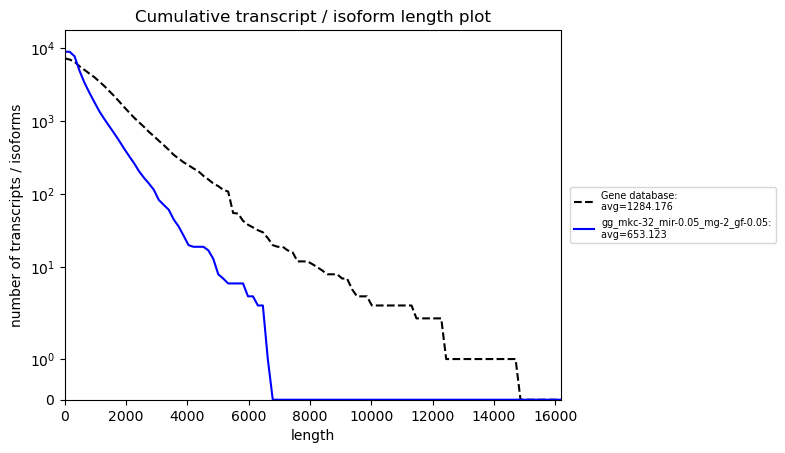 Cumulative transcript / isoform length plot
number of transcripts / isoforms
10^4
10^3
10^2
10^1
10^0
0
0 2000 4000 6000 8000 10000 12000 14000 16000
length
Gene database:
avg=1284.176
gg_mkc-32_mir-0.05_mg-2_gf-0.05:
avg=653.123